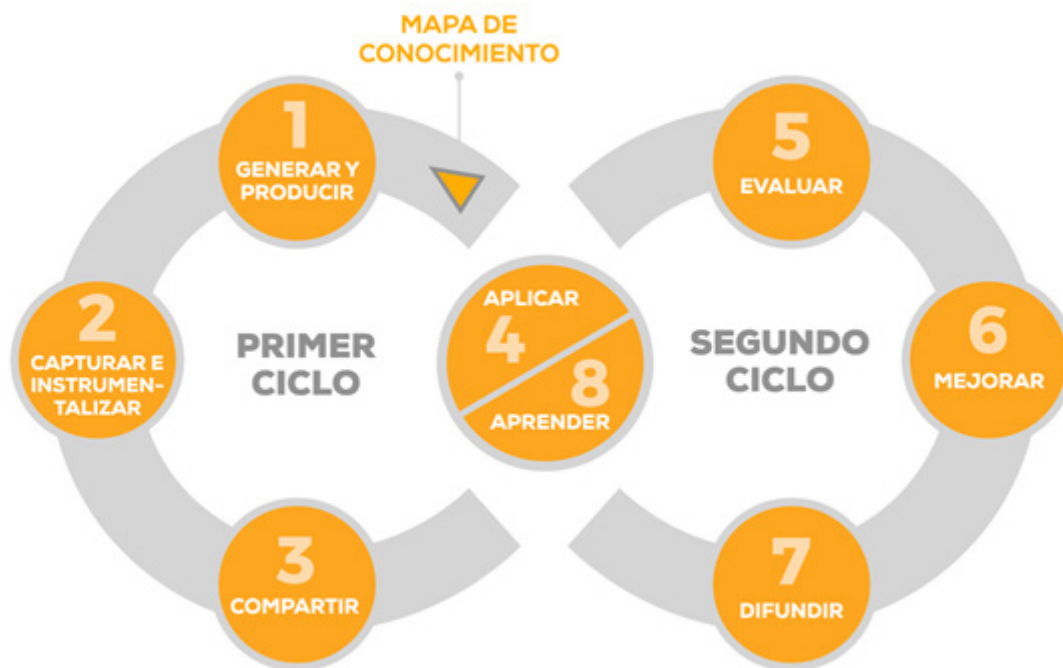 MAPA DE
CONOCIMIENTO
1
GENERAR Y
PRODUCIR
2
CAPTURAR E
INSTRUMEN-
TALIZAR
3
COMPARTIR
PRIMER
CICLO
APLICAR
4
8
APRENDER
SEGUNDO
CICLO
5
EVALUAR
6
MEJORAR
7
DIFUNDIR